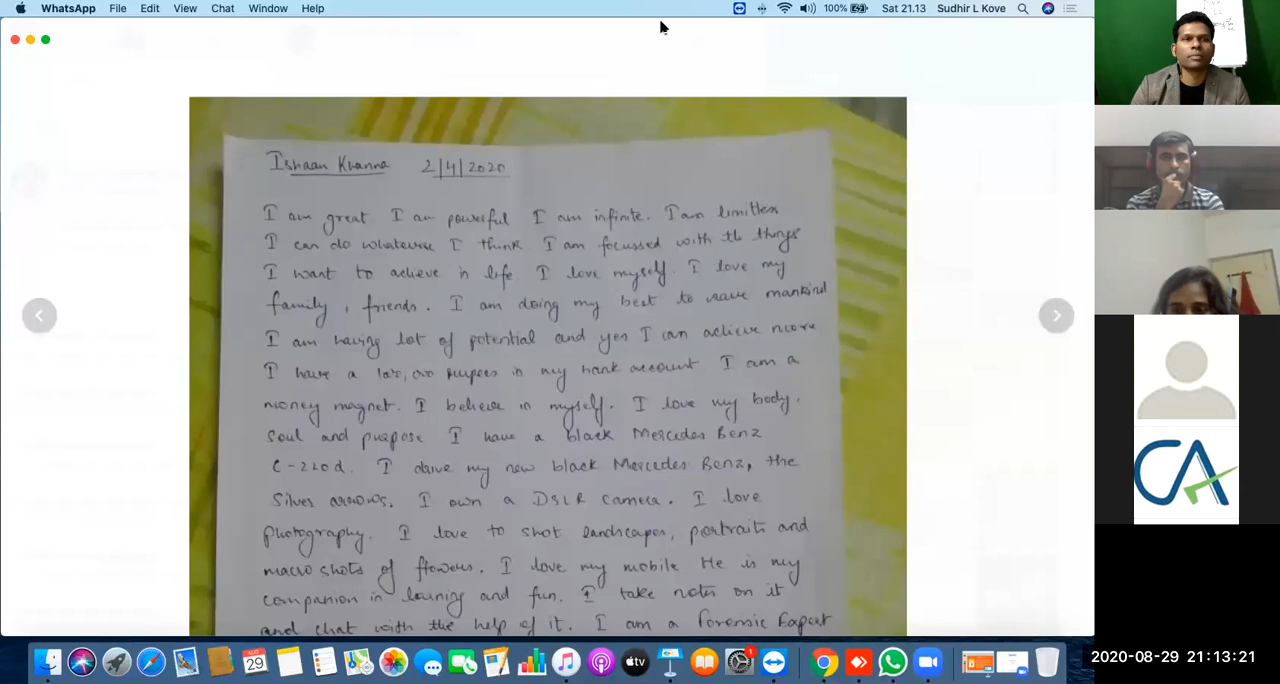 WhatsApp File Edit View Chat Window Help 100% Sat 21.13 Sudhir L Kove
Ishaan Khanna 2/4/2020
I am great I am powerful I am infinite. I am limitless
I can do whatever I think I am focussed with the things
I want to achieve in life. I love myself. I love my
family, friends. I am doing my best to save mankind
I am having lot of potential and yes I can achieve more
I have a rupees in my bank account I am a
money magnet. I believe in myself. I love my body,
soul and purpose I have a black Mercedes Benz
C-220d. I drive my new black Mercedes Benz, the
Silver arrows. I own a DSLR camera. I love
photography. I love to shot landscapes, portraits and
macro shots of flowers. I love my mobile He is my
companion in learning and fun. I take notes on it
and chat with the help of it. I am a Forensic Expert
AUG
29
tv
1
CA
2020-08-29 21:13:21